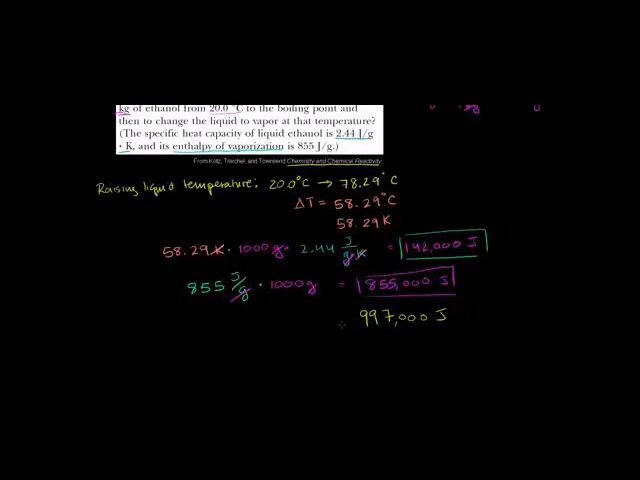 kg of ethanol from 20.0 °C to the boiling point and
then to change the liquid to vapor at that temperature?
(The specific heat capacity of liquid ethanol is 2.44 J/g
· K, and its enthalpy of vaporization is 855 J/g.)
From Kotz, Treichel, and Townsend Chemistry and Chemical Reactivity
Raising liquid temperature: 20.0°C → 78.29°C
ΔT = 58.29°C
58.29 K
58.29K · 1000g · 2.44 J/g·K = 142,000 J
855 J/g · 1000g = 855,000 J
997,000 J